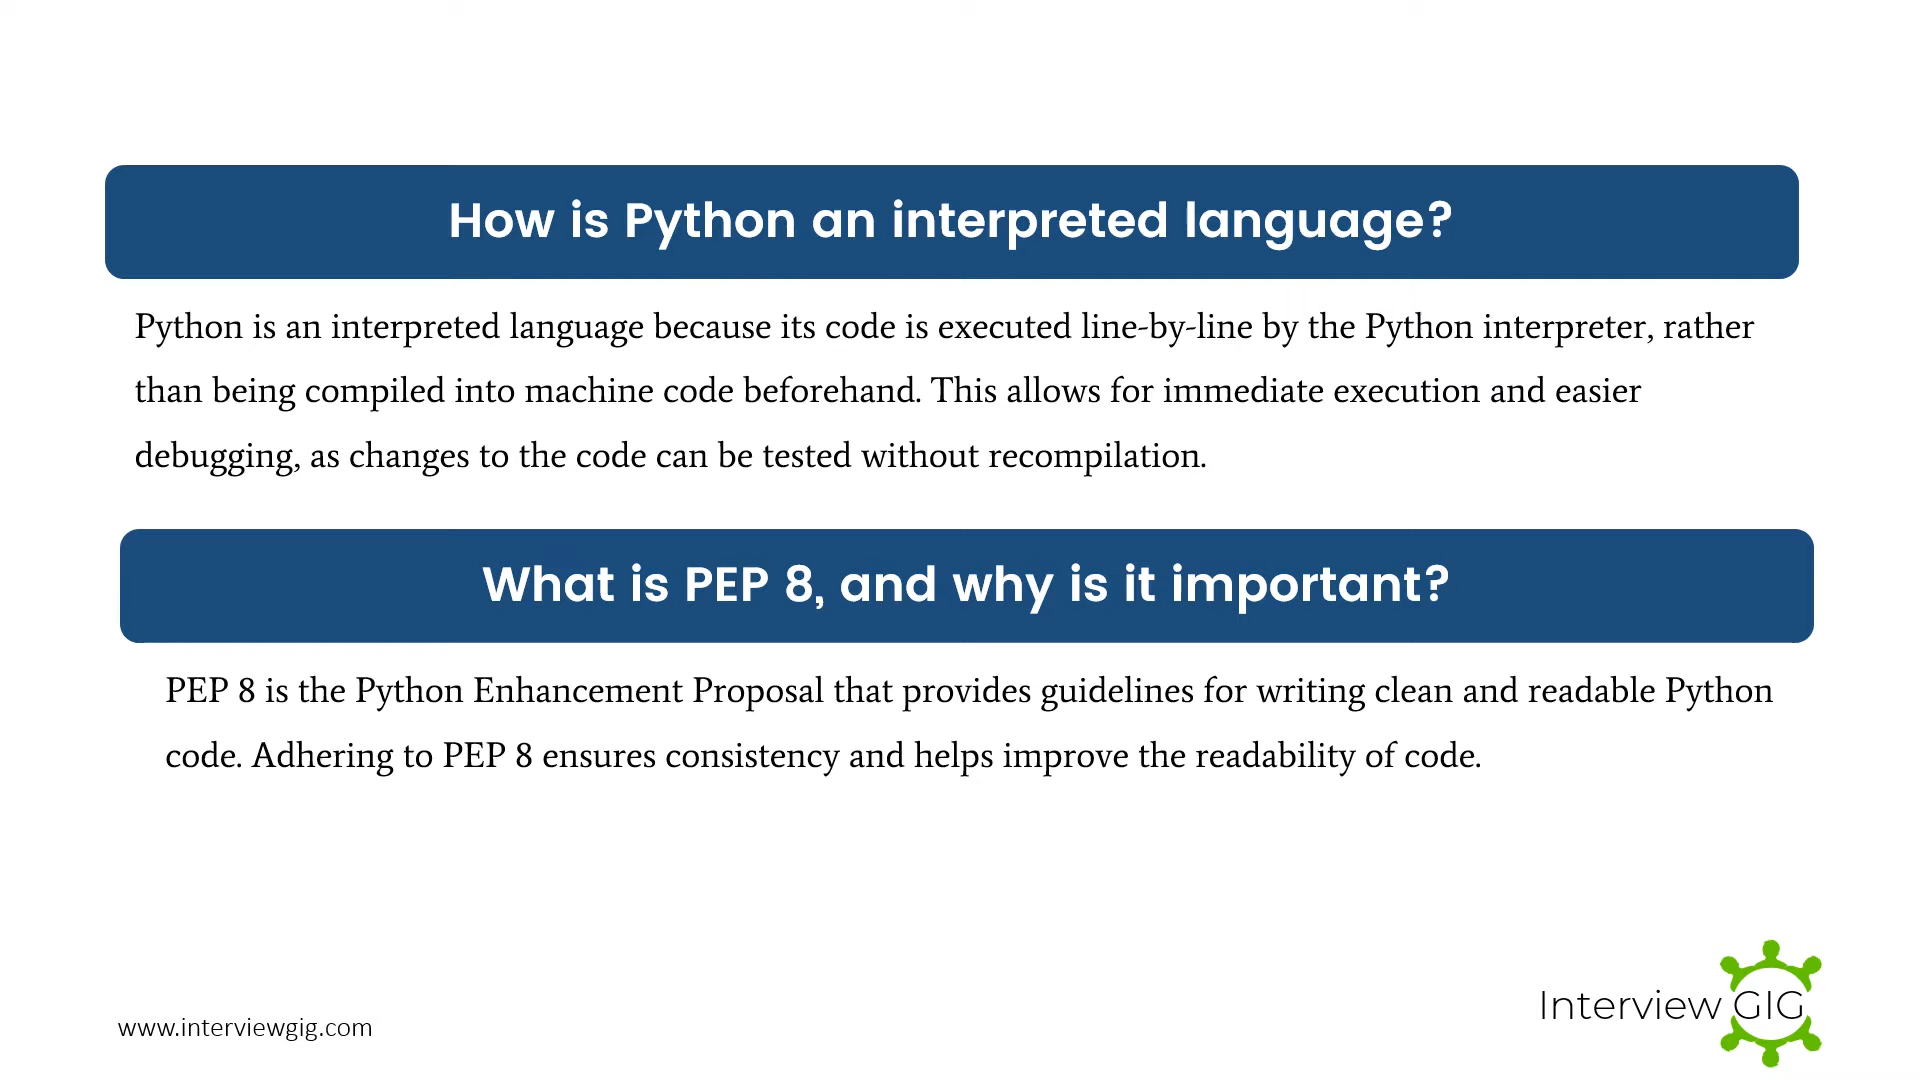 How is Python an interpreted language?
Python is an interpreted language because its code is executed line-by-line by the Python interpreter, rather
than being compiled into machine code beforehand. This allows for immediate execution and easier
debugging, as changes to the code can be tested without recompilation.
What is PEP 8, and why is it important?
PEP 8 is the Python Enhancement Proposal that provides guidelines for writing clean and readable Python
code. Adhering to PEP 8 ensures consistency and helps improve the readability of code.
Interview GIG
www.interviewgig.com